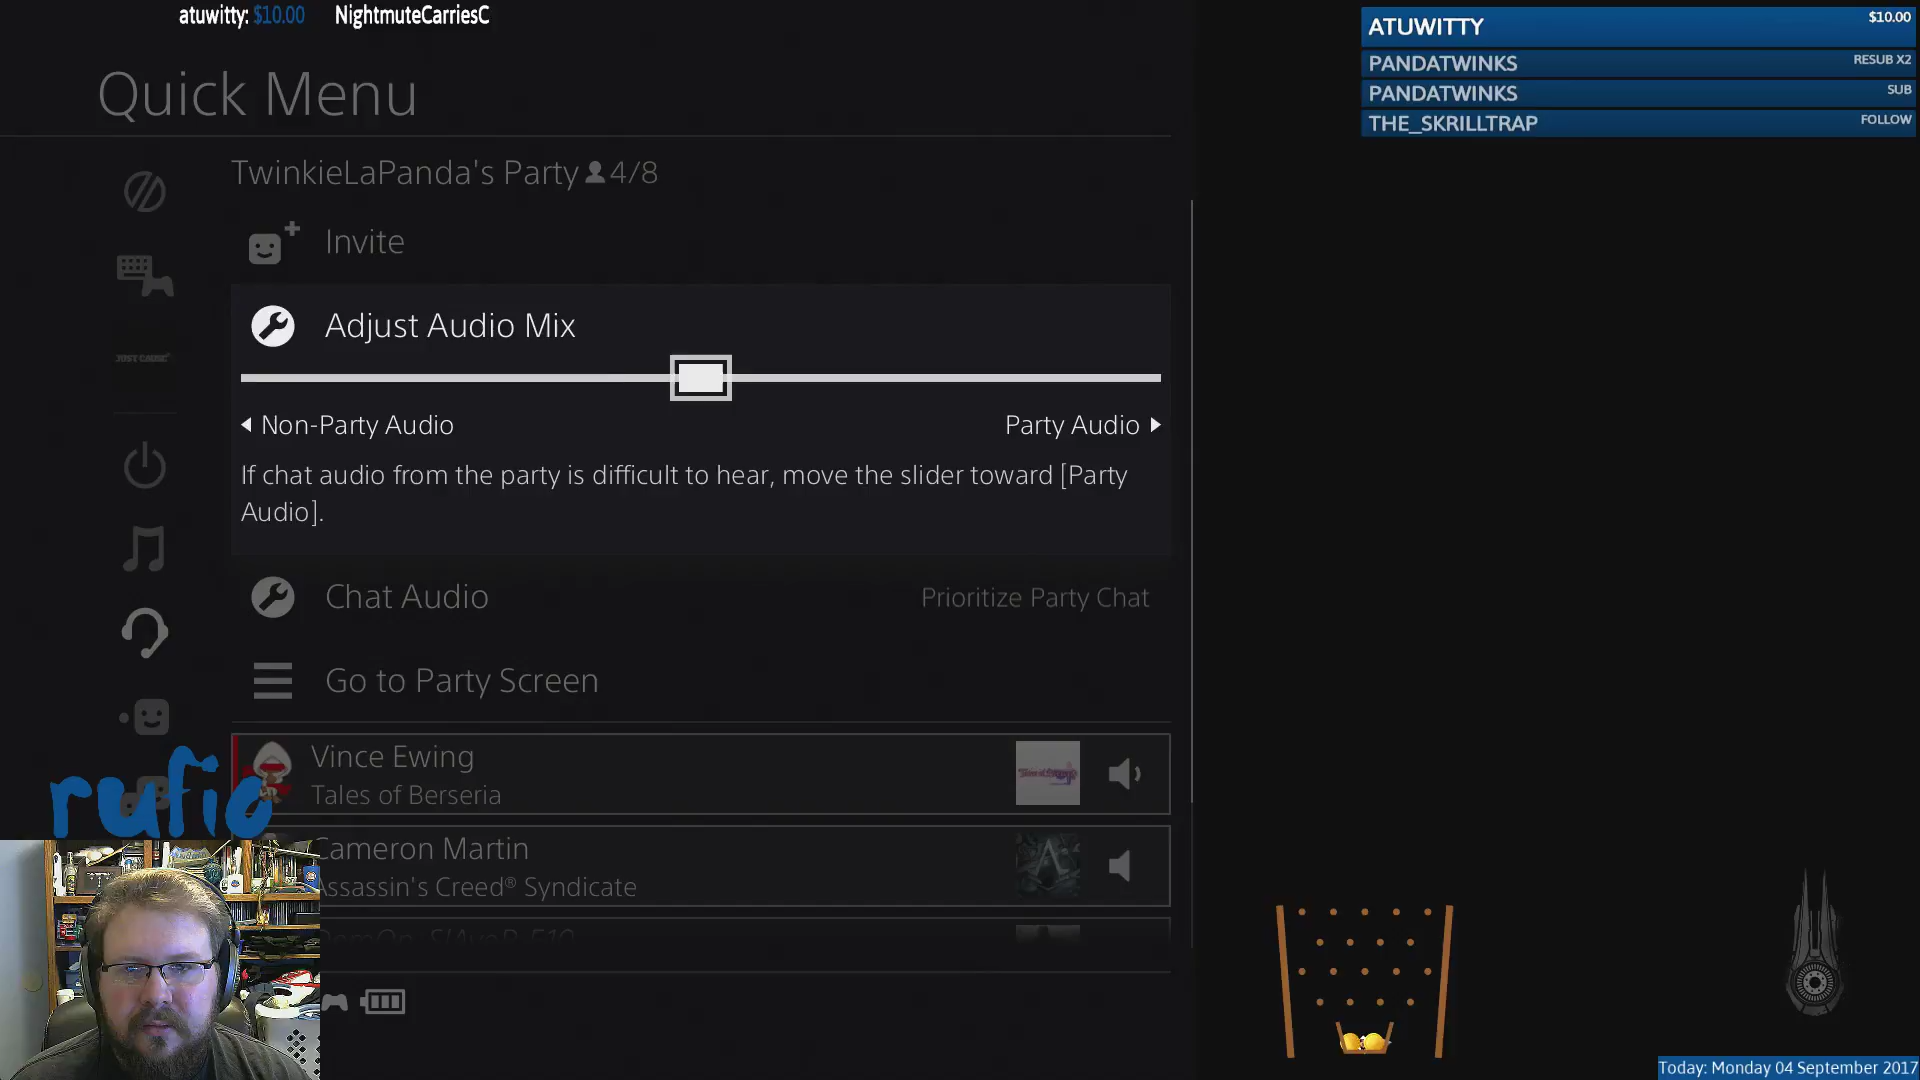 atuwitty: $10.00 NightmuteCarriesC
ATUWITTY $10.00
PANDATWINKS RESUB X2
PANDATWINKS SUB
THE_SKRILLTRAP FOLLOW
Quick Menu
TwinkieLaPanda's Party 4/8
Invite
Adjust Audio Mix
JUST CAUSE
Non-Party Audio Party Audio
If chat audio from the party is difficult to hear, move the slider toward [Party
Audio].
Chat Audio Prioritize Party Chat
Go to Party Screen
Vince Ewing
Tales of Berseria
rufio
Cameron Martin
Assassin's Creed® Syndicate
Today: Monday 04 September 2017